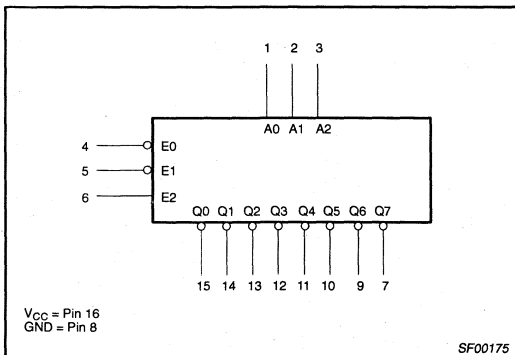 1 2 3
A0 A1 A2
4 E0
5 E1
6 E2
Q0 Q1 Q2 Q3 Q4 Q5 Q6 Q7
15 14 13 12 11 10 9 7
VCC = Pin 16
GND = Pin 8
SF00175